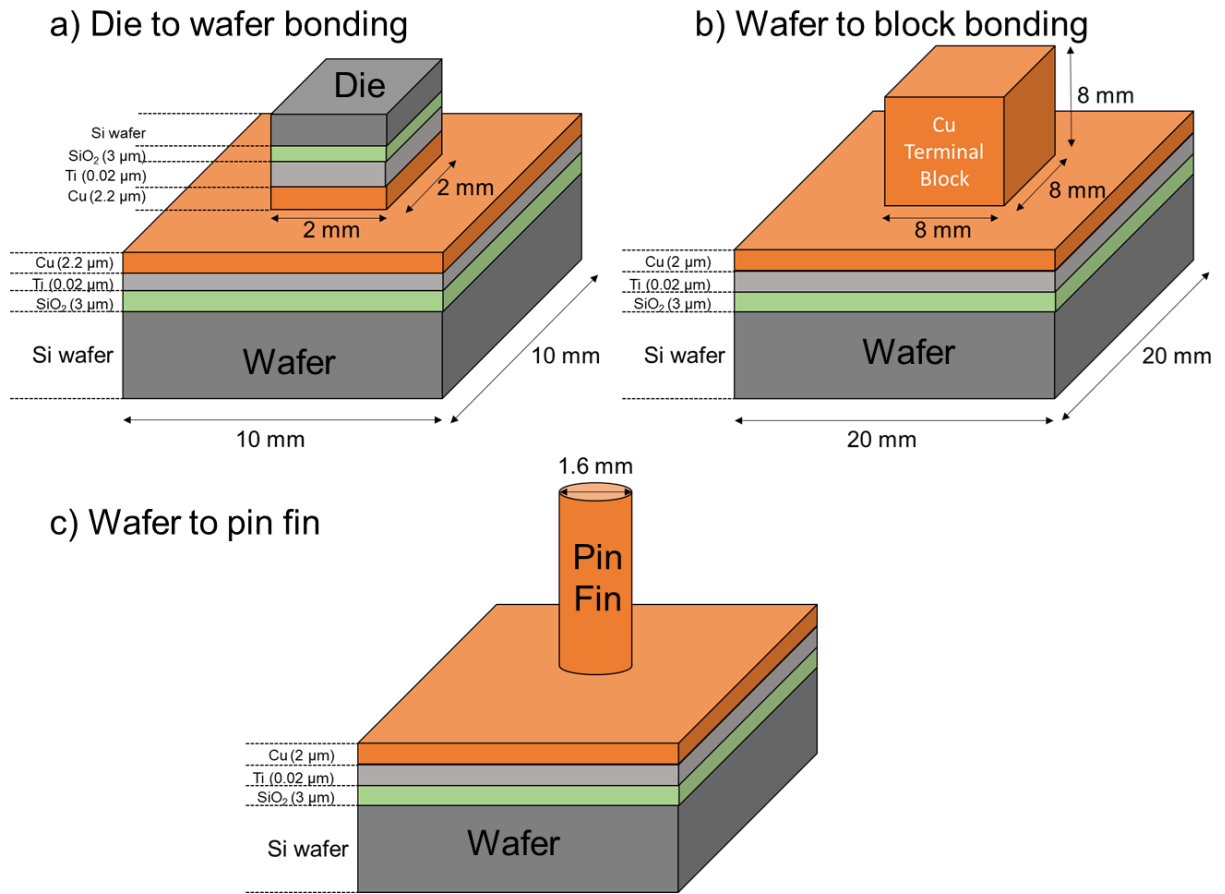 a) Die to wafer bonding
Die
Si wafer
SiO₂ (3 µm)
Ti (0.02 µm)
Cu (2.2 µm)
2 mm
2 mm
Cu (2.2 µm)
Ti (0.02 µm)
SiO₂ (3 µm)
Si wafer
Wafer
10 mm
10 mm
b) Wafer to block bonding
Cu
Terminal
Block
8 mm
8 mm
8 mm
Cu (2 µm)
Ti (0.02 µm)
SiO₂ (3 µm)
Si wafer
Wafer
20 mm
20 mm
c) Wafer to pin fin
1.6 mm
Pin
Fin
Cu (2 µm)
Ti (0.02 µm)
SiO₂ (3 µm)
Si wafer
Wafer